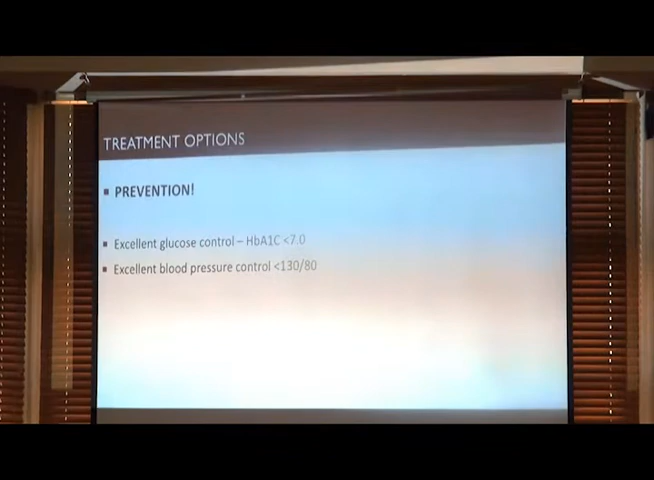 TREATMENT OPTIONS
▪ PREVENTION!
▪ Excellent glucose control – HbA1C <7.0
▪ Excellent blood pressure control <130/80